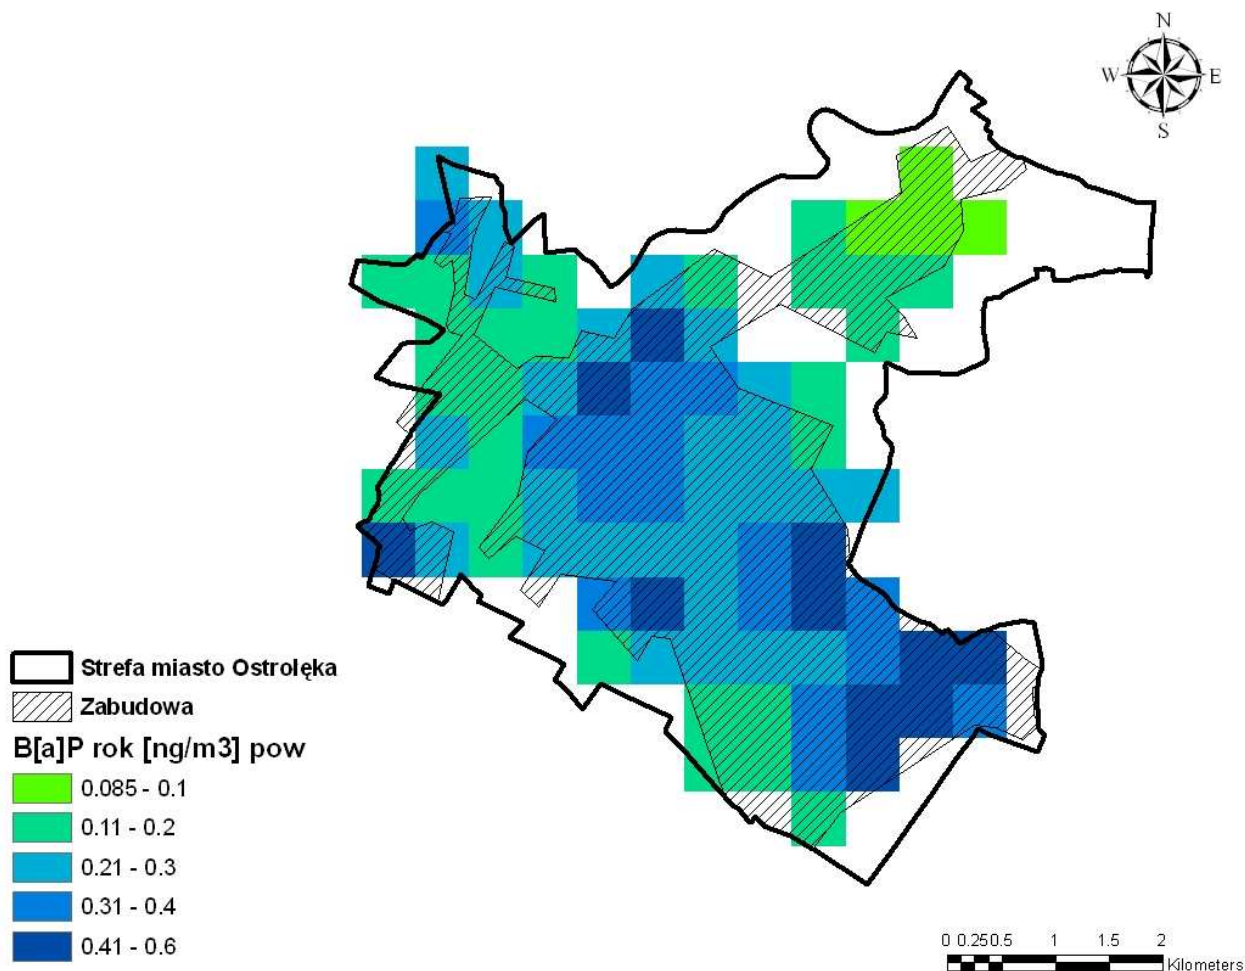 N
W E
S
Strefa miasto Ostrolęka
Zabudowa
B[a]P rok [ng/m3] pow
0.085 - 0.1
0.11 - 0.2
0.21 - 0.3
0.31 - 0.4
0.41 - 0.6
0 0.250.5 1 1.5 2
Kilometers